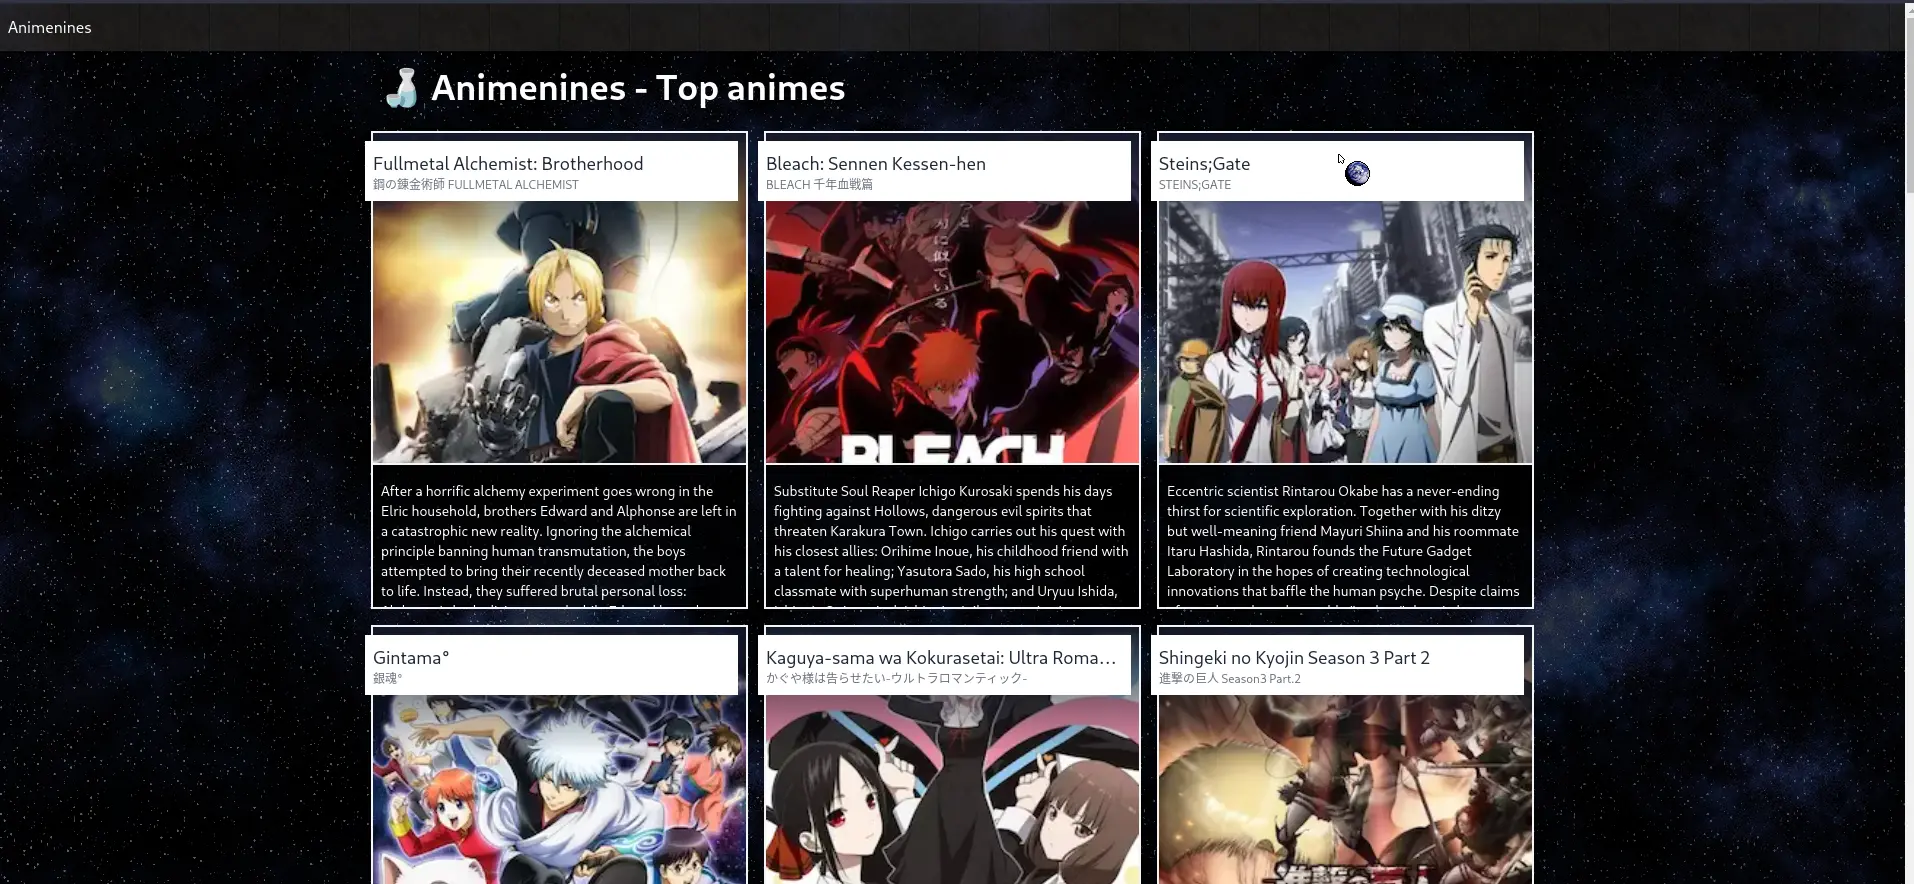 Animenines
Animenines - Top animes
Fullmetal Alchemist: Brotherhood
鋼の錬金術師 FULLMETAL ALCHEMIST
After a horrific alchemy experiment goes wrong in the
Elric household, brothers Edward and Alphonse are left in
a catastrophic new reality. Ignoring the alchemical
principle banning human transmutation, the boys
attempted to bring their recently deceased mother back
to life. Instead, they suffered brutal personal loss:
Bleach: Sennen Kessen-hen
BLEACH 千年血戦篇
に似ている
BLEACH
Substitute Soul Reaper Ichigo Kurosaki spends his days
fighting against Hollows, dangerous evil spirits that
threaten Karakura Town. Ichigo carries out his quest with
his closest allies: Orihime Inoue, his childhood friend with
a talent for healing; Yasutora Sado, his high school
classmate with superhuman strength; and Uryuu Ishida,
Steins;Gate
STEINS;GATE
Eccentric scientist Rintarou Okabe has a never-ending
thirst for scientific exploration. Together with his ditzy
but well-meaning friend Mayuri Shiina and his roommate
Itaru Hashida, Rintarou founds the Future Gadget
Laboratory in the hopes of creating technological
innovations that baffle the human psyche. Despite claims
Gintama°
銀魂°
Kaguya-sama wa Kokurasetai: Ultra Roma...
かぐや様は告らせたい-ウルトラロマンティック-
Shingeki no Kyojin Season 3 Part 2
進撃の巨人 Season3 Part.2